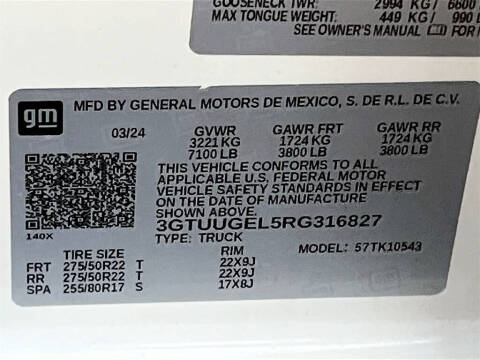 GOOSENECK TWR: 2994 KG/ 6600
MAX TONGUE WEIGHT: 449 KG/ 990 L
SEE OWNER'S MANUAL
gm
MFD BY GENERAL MOTORS DE MEXICO, S. DE R.L. DE C.V.
03/24 GVWR GAWR FRT GAWR RR
3221 KG 1724 KG 1724 KG
7100 LB 3800 LB 3800 LB
THIS VEHICLE CONFORMS TO ALL
APPLICABLE U.S. FEDERAL MOTOR
VEHICLE SAFETY STANDARDS IN EFFECT
ON THE DATE OF MANUFACTURE
3GTUUGEL5RG316827
140X TYPE: TRUCK MODEL: 57TK10543
TIRE SIZE RIM
FRT 275/50R22 T 22X9J
RR 275/50R22 T 22X9J
SPA 255/80R17 S 17X8J